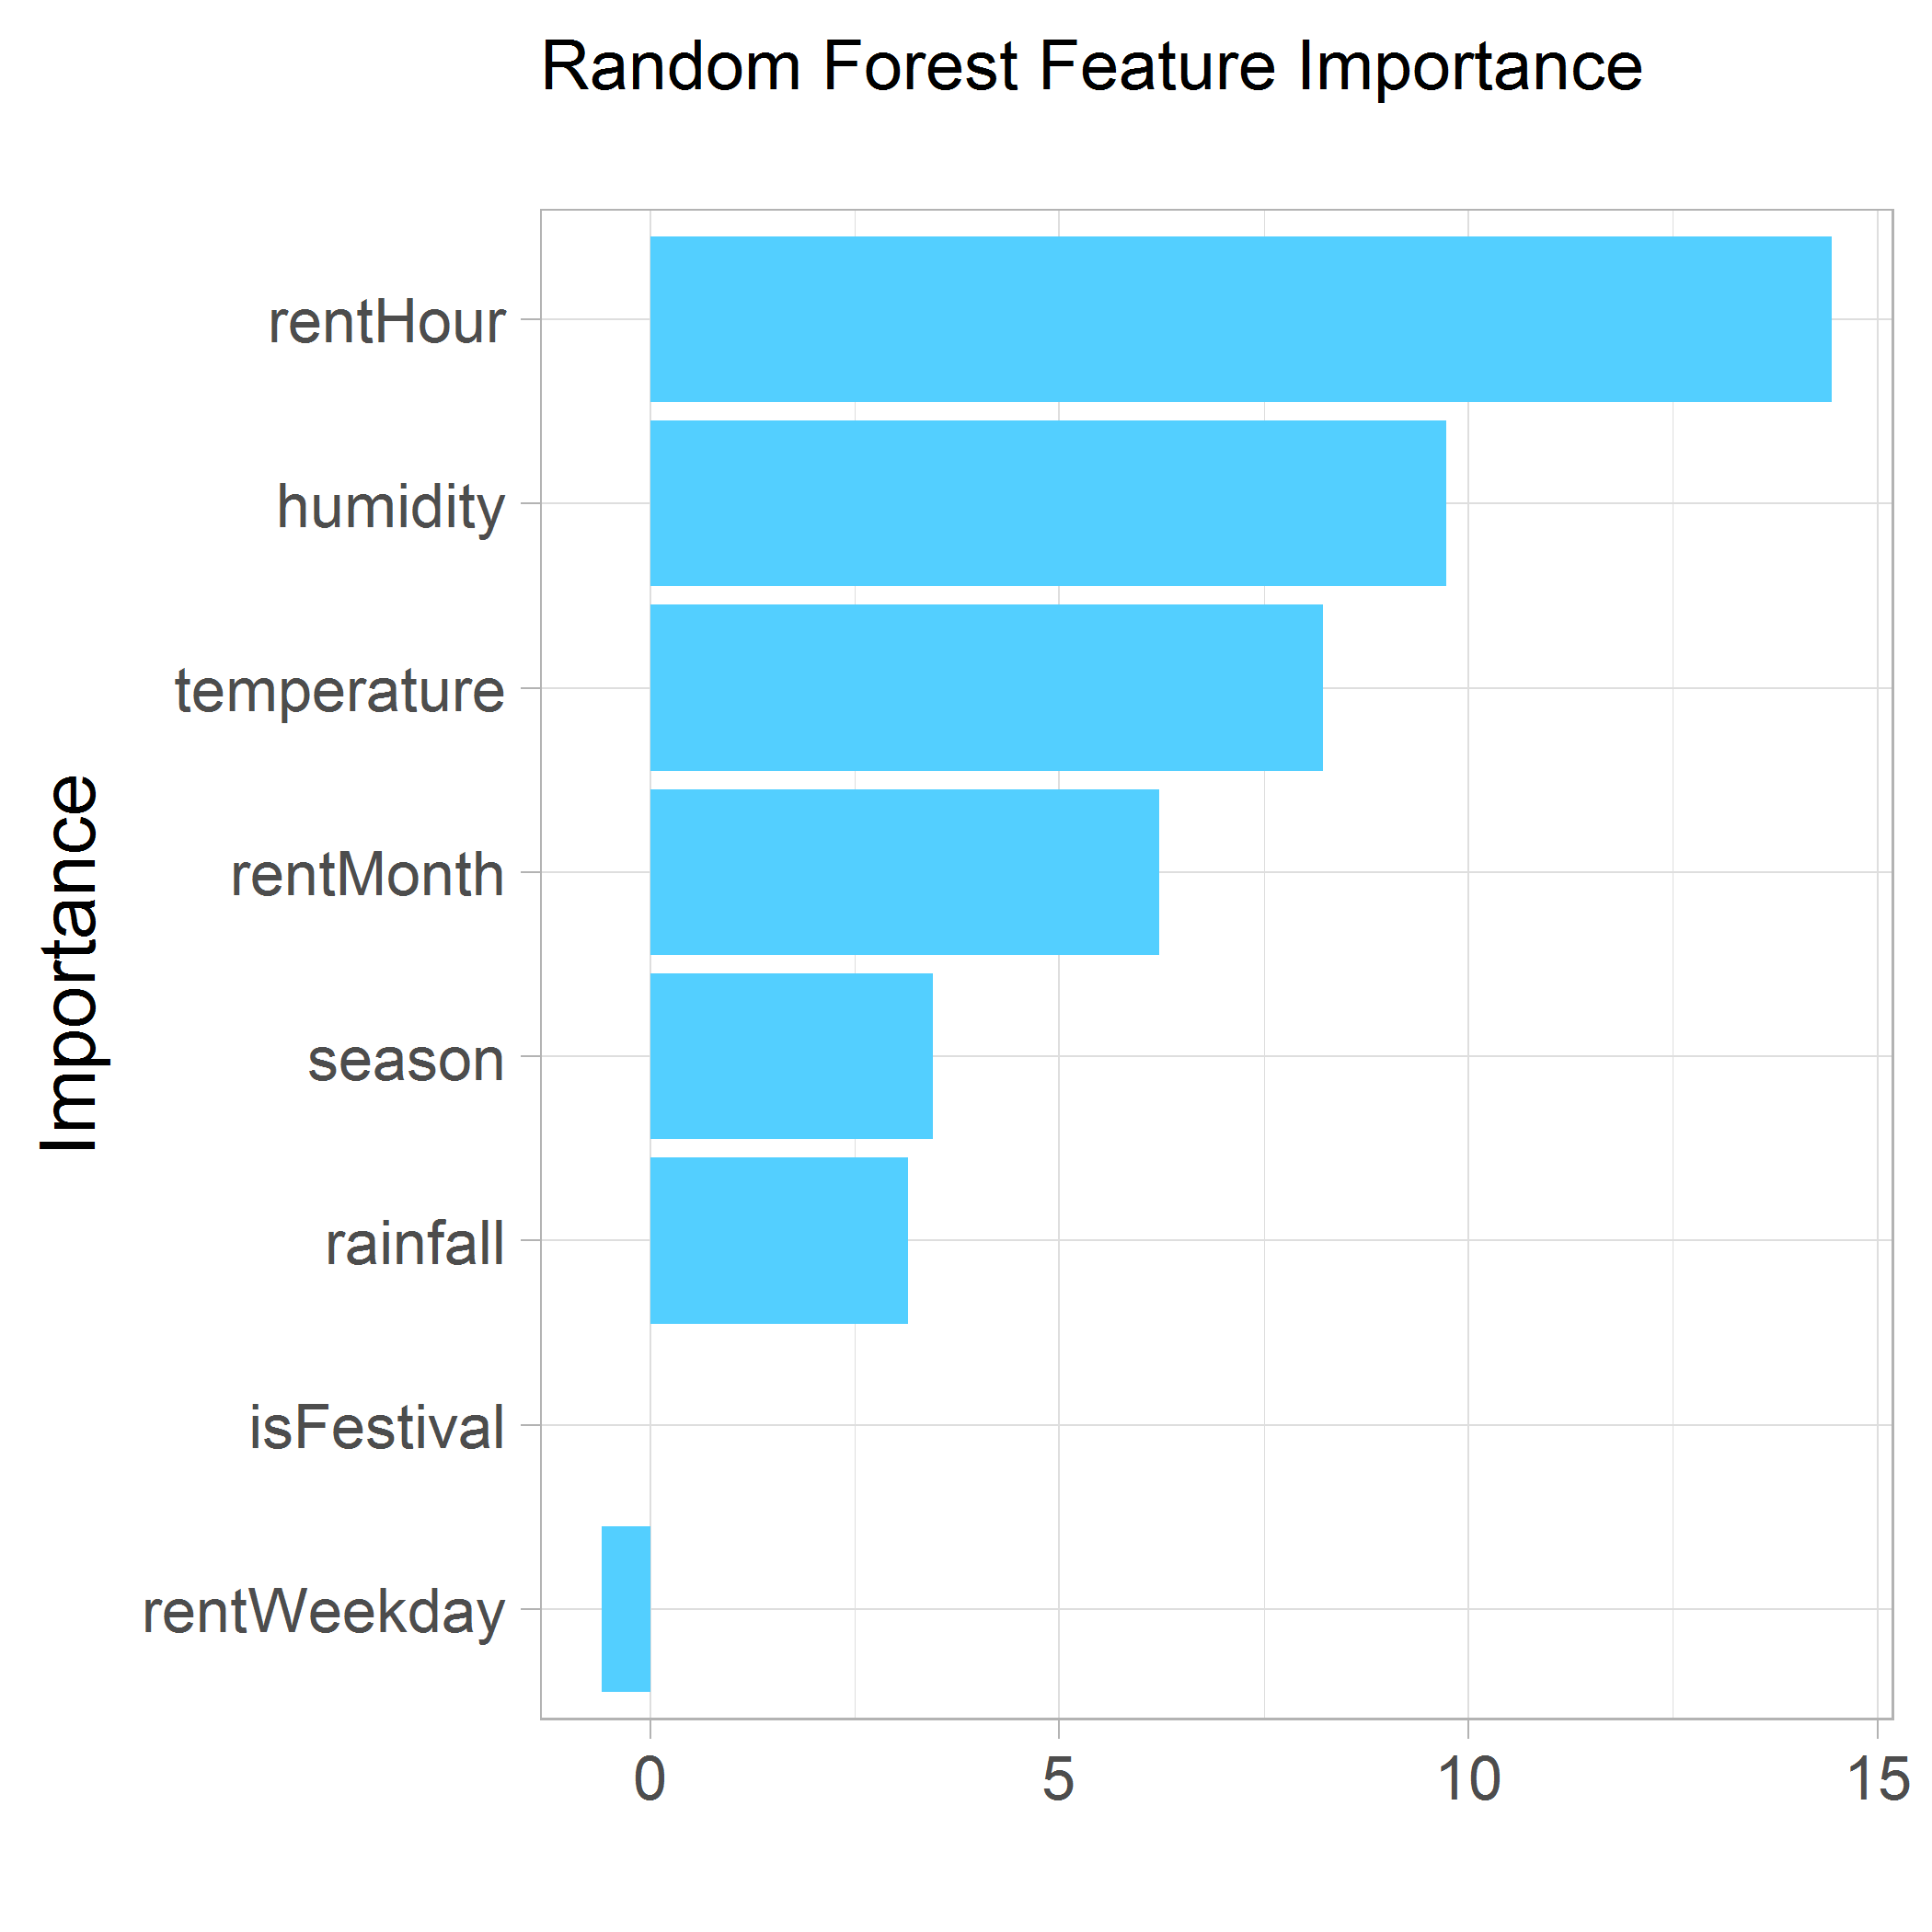 Random Forest Feature Importance
Importance
rentHour
humidity
temperature
rentMonth
season
rainfall
isFestival
rentWeekday
0 5 10 15